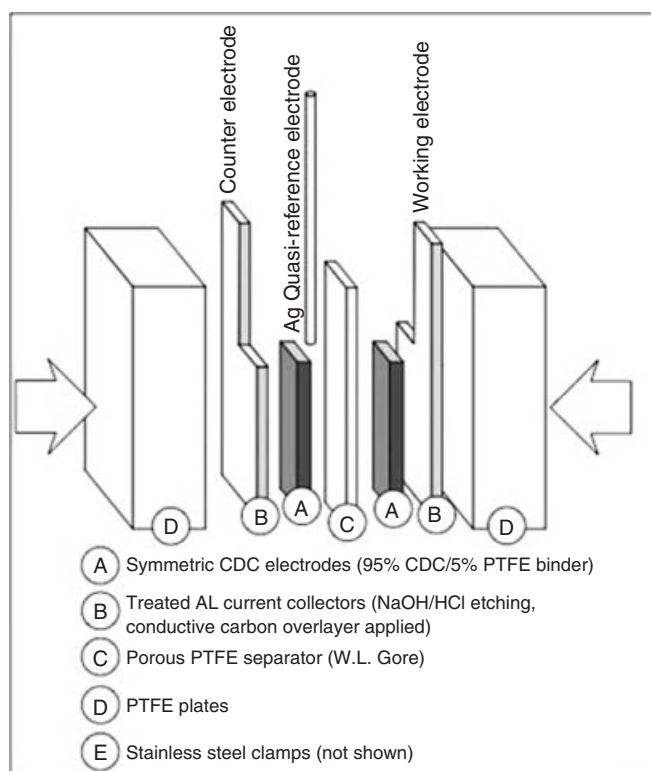 Counter electrode
Ag Quasi-reference electrode
Working electrode
D
B
A
C
A
B
D
A Symmetric CDC electrodes (95% CDC/5% PTFE binder)
B Treated AL current collectors (NaOH/HCl etching,
conductive carbon overlayer applied)
C Porous PTFE separator (W.L. Gore)
D PTFE plates
E Stainless steel clamps (not shown)